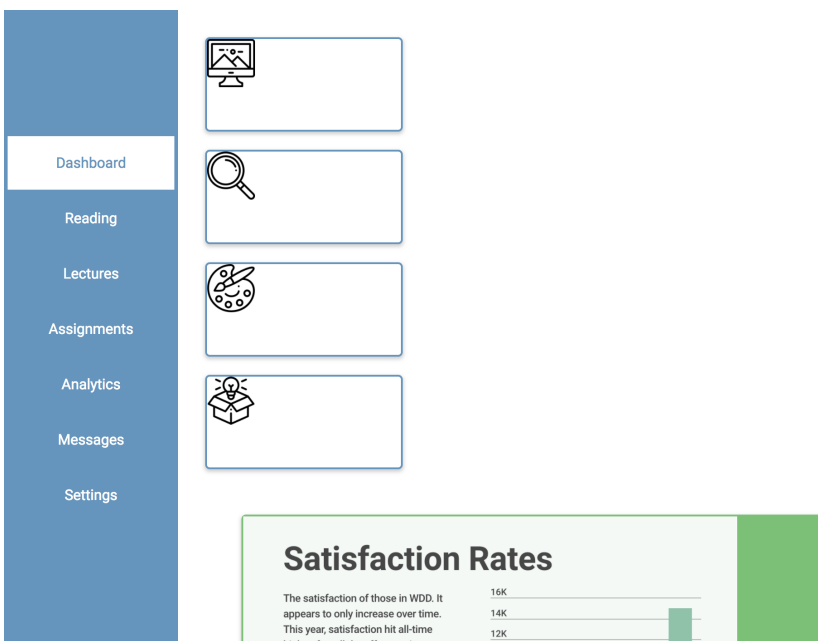 Dashboard
Reading
Lectures
Assignments
Analytics
Messages
Settings
Satisfaction Rates
The satisfaction of those in WDD. It
appears to only increase over time.
This year, satisfaction hit all-time
16K
14K
12K